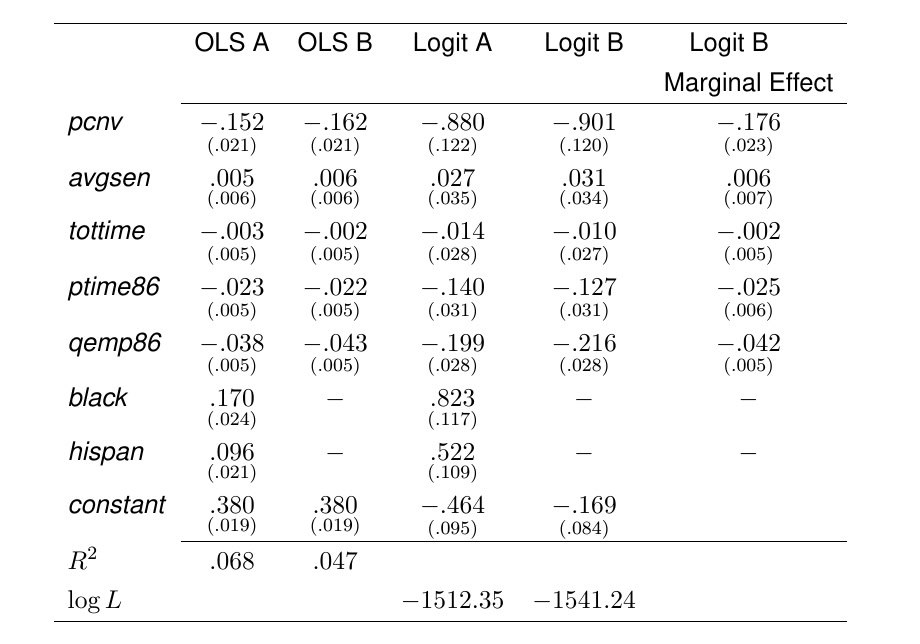 OLS A OLS B Logit A Logit B Logit B
Marginal Effect
pcnv −.152 −.162 −.880 −.901 −.176
(.021) (.021) (.122) (.120) (.023)
avgsen .005 .006 .027 .031 .006
(.006) (.006) (.035) (.034) (.007)
tottime −.003 −.002 −.014 −.010 −.002
(.005) (.005) (.028) (.027) (.005)
ptime86 −.023 −.022 −.140 −.127 −.025
(.005) (.005) (.031) (.031) (.006)
qemp86 −.038 −.043 −.199 −.216 −.042
(.005) (.005) (.028) (.028) (.005)
black .170 − .823 − −
(.024) (.117)
hispan .096 − .522 − −
(.021) (.109)
constant .380 .380 −.464 −.169
(.019) (.019) (.095) (.084)
R² .068 .047
log L −1512.35 −1541.24